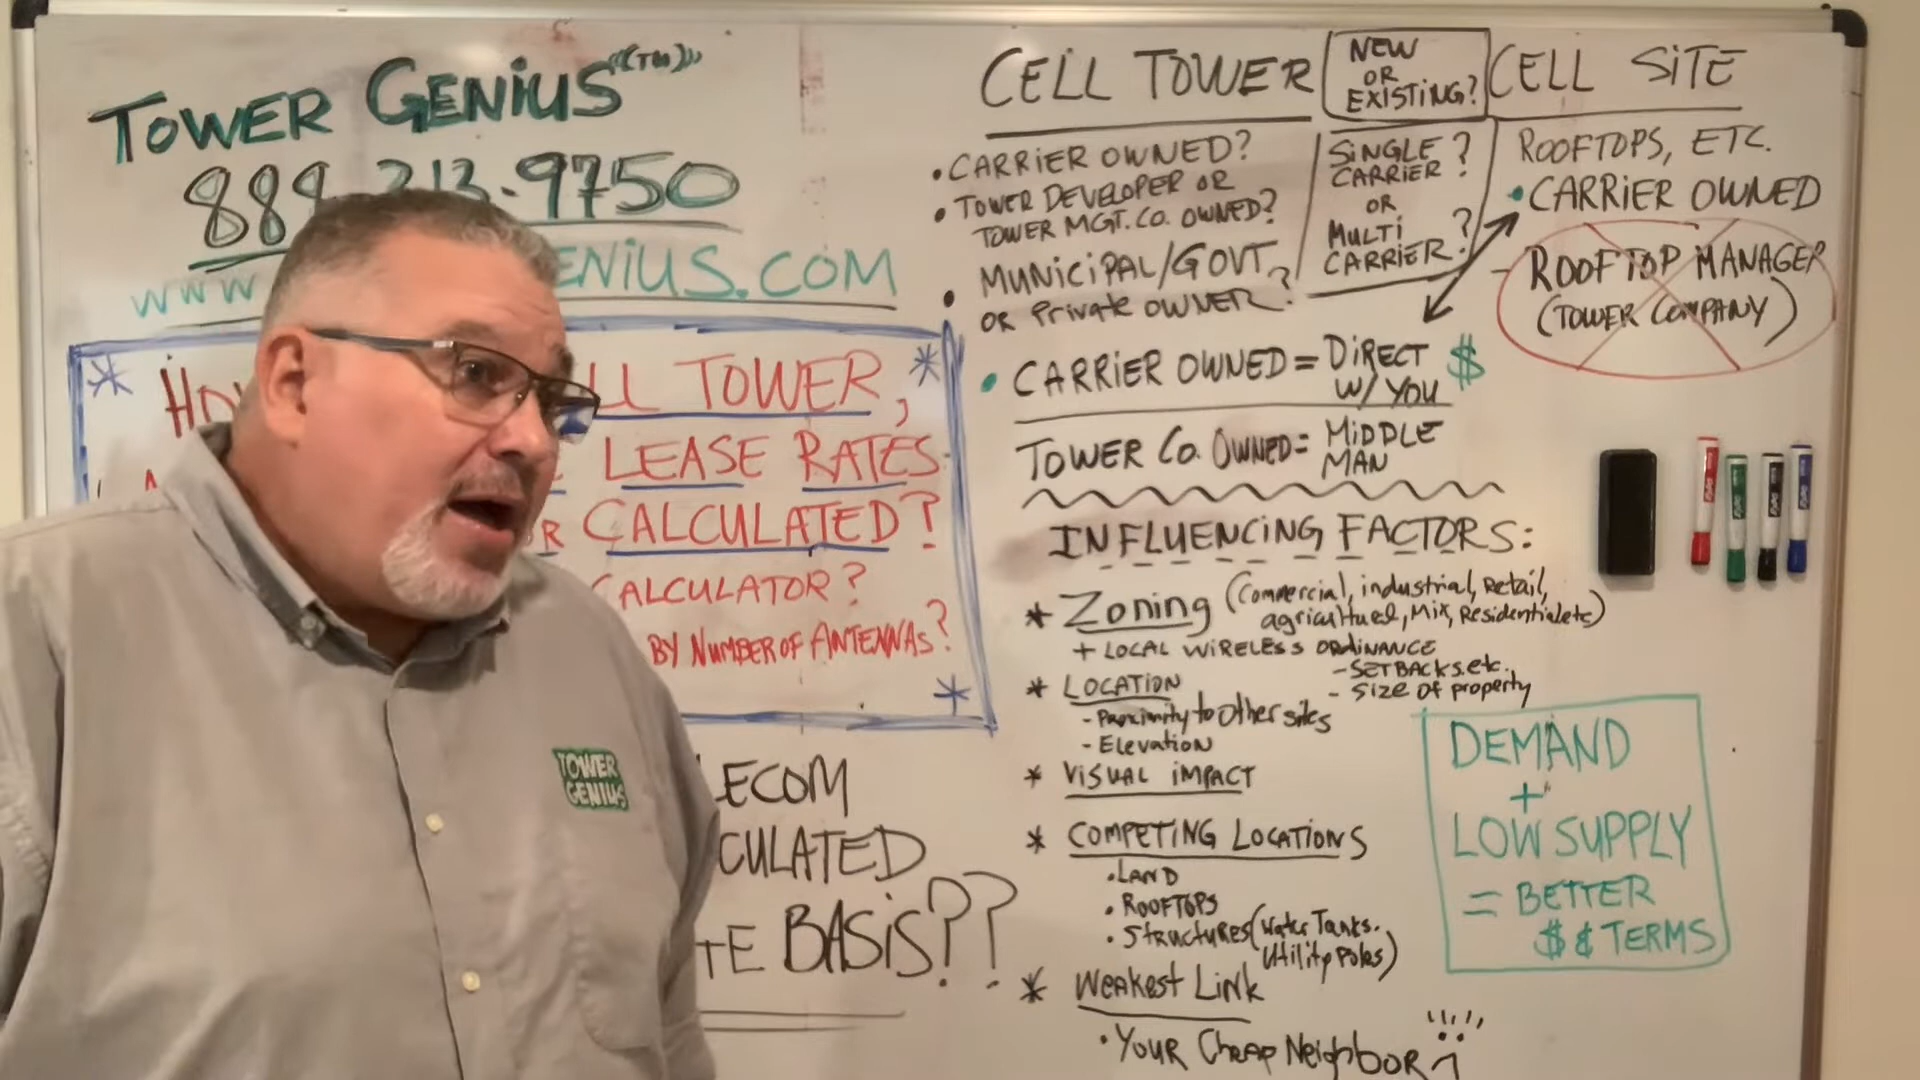 TOWER GENIUS (TM)
888-213-9750
WWW ENIUS.COM
LL TOWER,
LEASE RATES
R CALCULATED?
CALCULATOR?
BY NUMBER OF ANTENNAS?
LECOM
CULATED
TE BASIS??
TOWER
GENIUS
CELL TOWER
NEW
OR
EXISTING?
CELL SITE
• CARRIER OWNED?
• TOWER DEVELOPER OR
TOWER MGT. CO. OWNED?
• MUNICIPAL/GOVT
OR Private OWNER?
SINGLE
CARRIER?
OR
MULTI
CARRIER?
ROOFTOPS, ETC.
• CARRIER OWNED
- ROOFTOP MANAGER
(TOWER COMPANY)
• CARRIER OWNED = DIRECT
W/ YOU $
TOWER CO. OWNED = MIDDLE
MAN
INFLUENCING FACTORS:
* Zoning (Commercial, industrial, Retail,
agricultural, Mix, Residential etc)
+ LOCAL WIRELESS ORDINANCE
- SETBACKS etc.
- Size of property
* LOCATION
- Proximity to other sites
- Elevation
* VISUAL IMPACT
* COMPETING LOCATIONS
• LAND
• ROOFTOPS
• Structures (Water Tanks.
Utility Poles)
* Weakest Link
• YOUR Cheap Neighbor
DEMAND
+
LOW SUPPLY
= BETTER
$ & TERMS